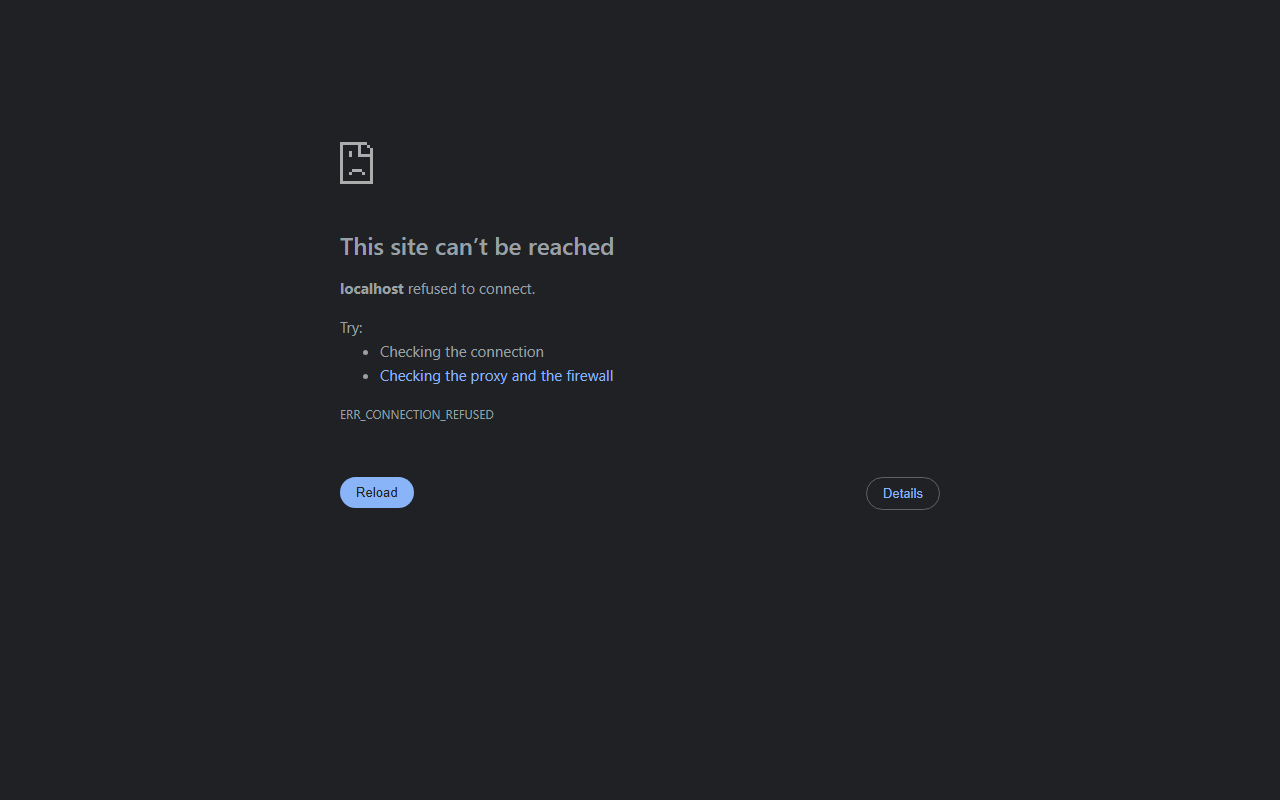 This site can’t be reached
localhost refused to connect.
Try:
Checking the connection
Checking the proxy and the firewall
ERR_CONNECTION_REFUSED
Reload
Details